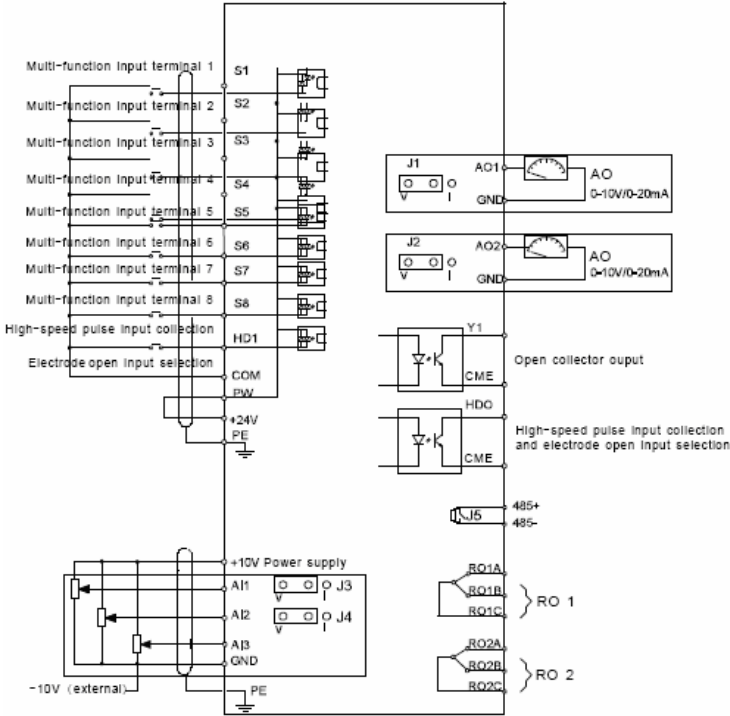 Multi-function Input terminal 1
S1
Multi-function Input terminal 2
S2
Multi-function Input terminal 3
S3
Multi-function Input terminal 4
S4
Multi-function Input terminal 5
S5
Multi-function Input terminal 6
S6
Multi-function Input terminal 7
S7
Multi-function Input terminal 8
S8
High-speed pulse Input collection
HD1
Electrode open Input selection
COM
PW
+24V
PE
J1
V
I
AO1
GND
AO
0-10V/0-20mA
J2
V
I
AO2
GND
AO
0-10V/0-20mA
Y1
CME
Open collector ouput
HDO
CME
High-speed pulse Input collection
and electrode open Input selection
J5
485+
485-
+10V Power supply
AI1
V
I
J3
AI2
V
I
J4
AI3
GND
-10V (external)
PE
RO1A
RO1B
RO1C
RO 1
RO2A
RO2B
RO2C
RO 2